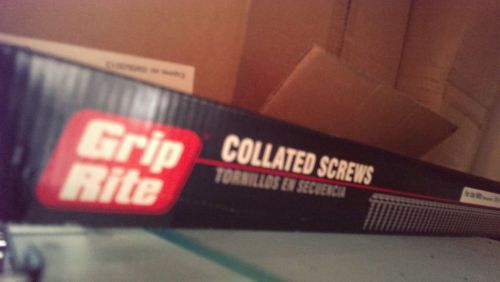 Grip
Rite
COLLATED SCREWS
TORNILLOS EN SECUENCIA